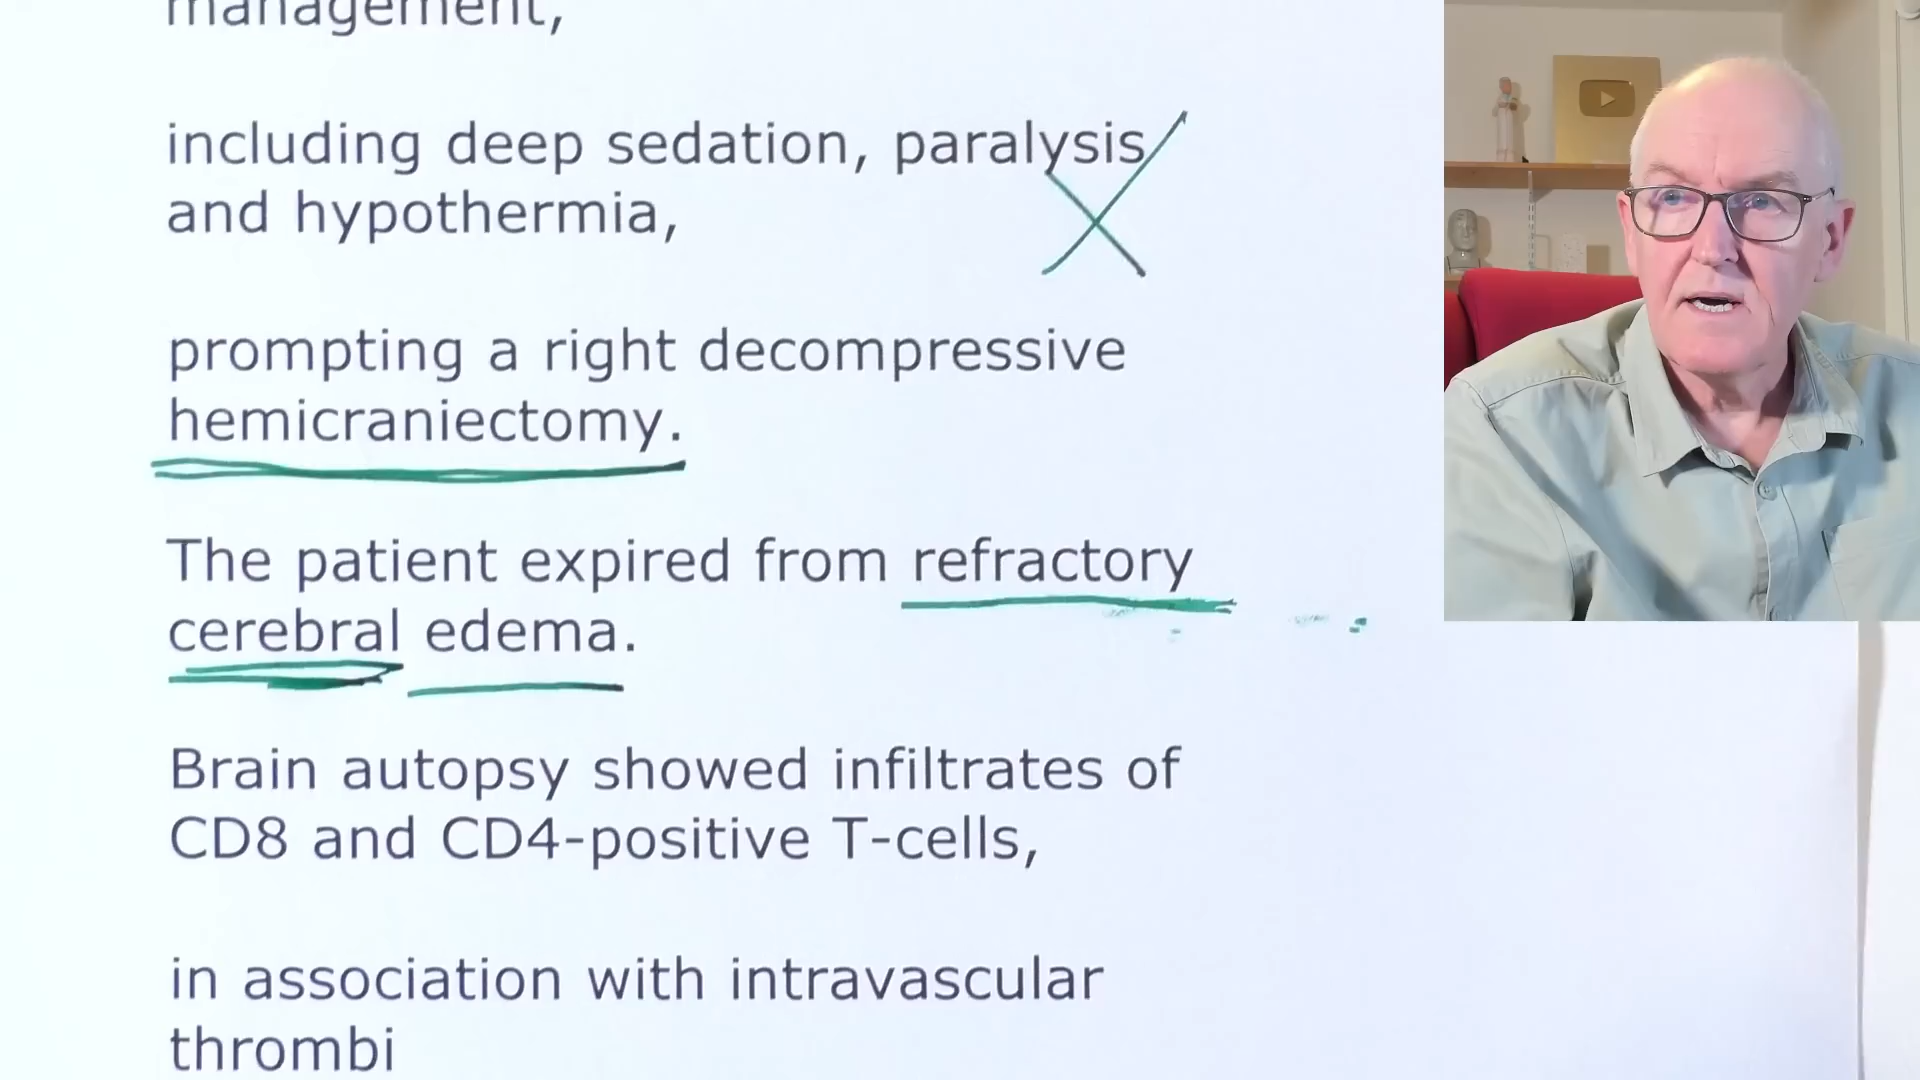 management,
including deep sedation, paralysis
and hypothermia,
prompting a right decompressive
hemicraniectomy.
The patient expired from refractory
cerebral edema.
Brain autopsy showed infiltrates of
CD8 and CD4-positive T-cells,
in association with intravascular
thrombi